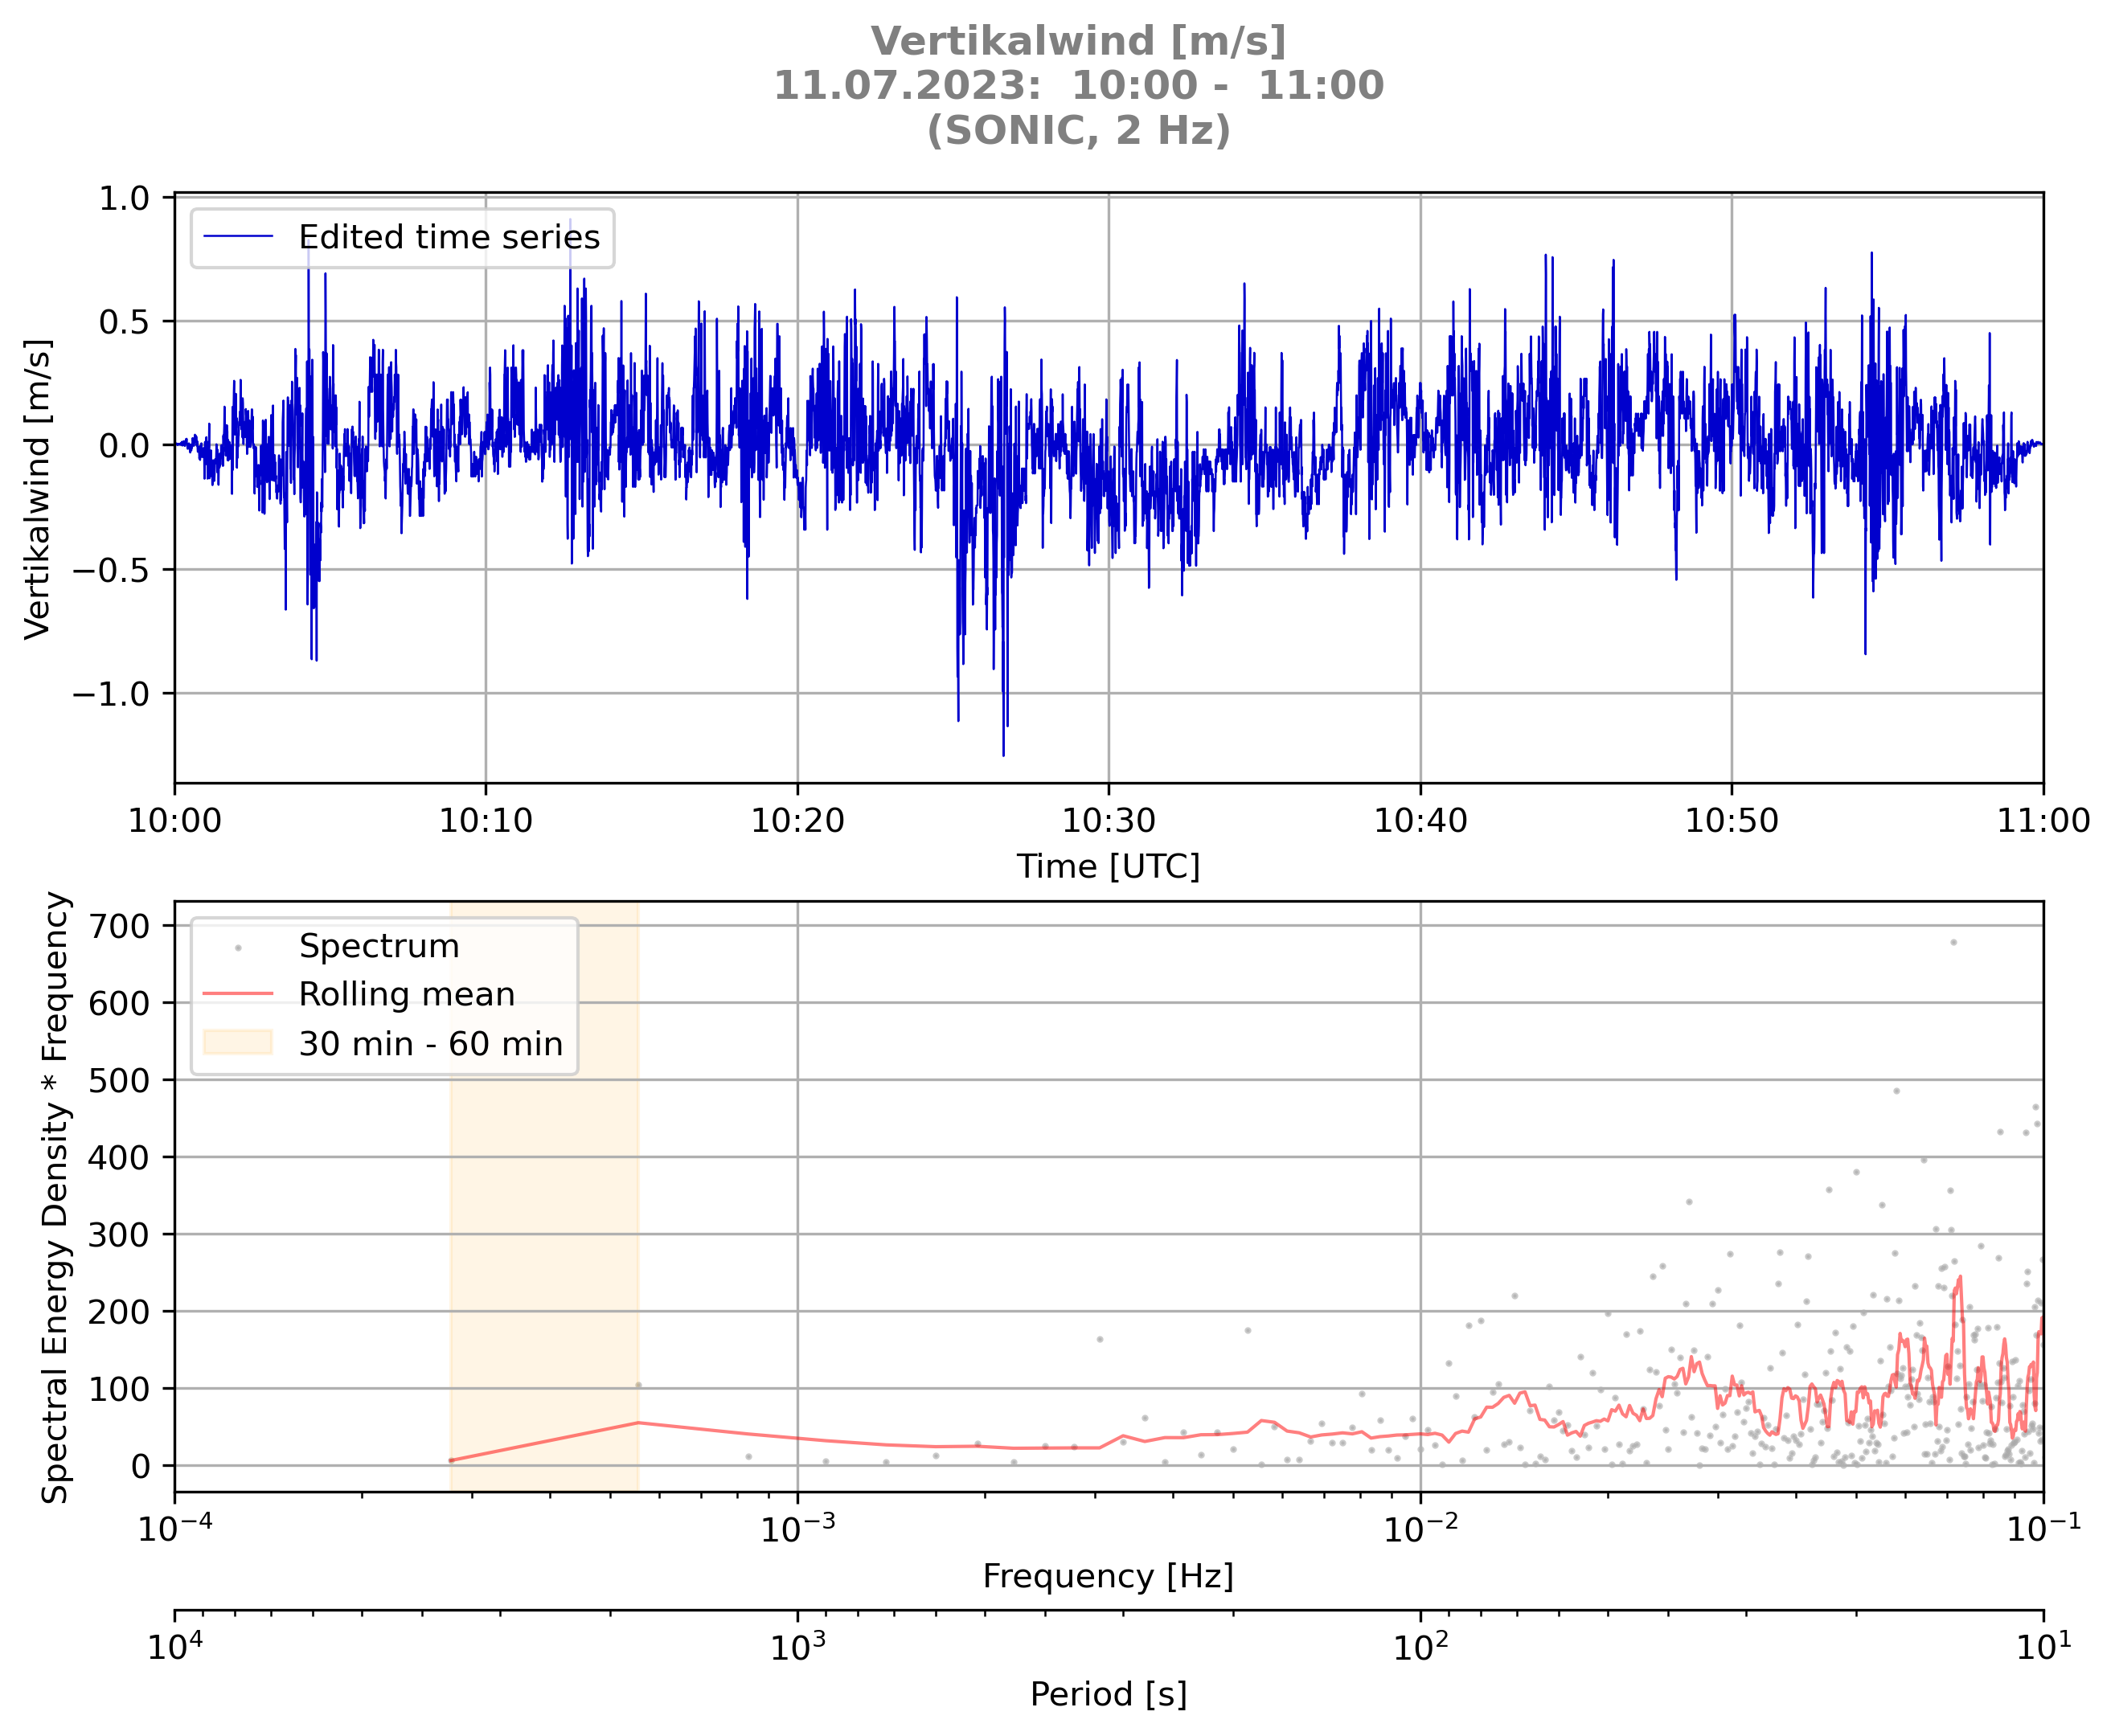 Vertikalwind [m/s]
11.07.2023:  10:00 -  11:00
(SONIC, 2 Hz)
1.0
0.5
0.0
−0.5
−1.0
Vertikalwind [m/s]
Edited time series
10:00
10:10
10:20
10:30
10:40
10:50
11:00
Time [UTC]
700
600
500
400
300
200
100
0
Spectral Energy Density * Frequency
Spectrum
Rolling mean
30 min - 60 min
10⁻⁴
10⁻³
10⁻²
10⁻¹
Frequency [Hz]
10⁴
10³
10²
10¹
Period [s]